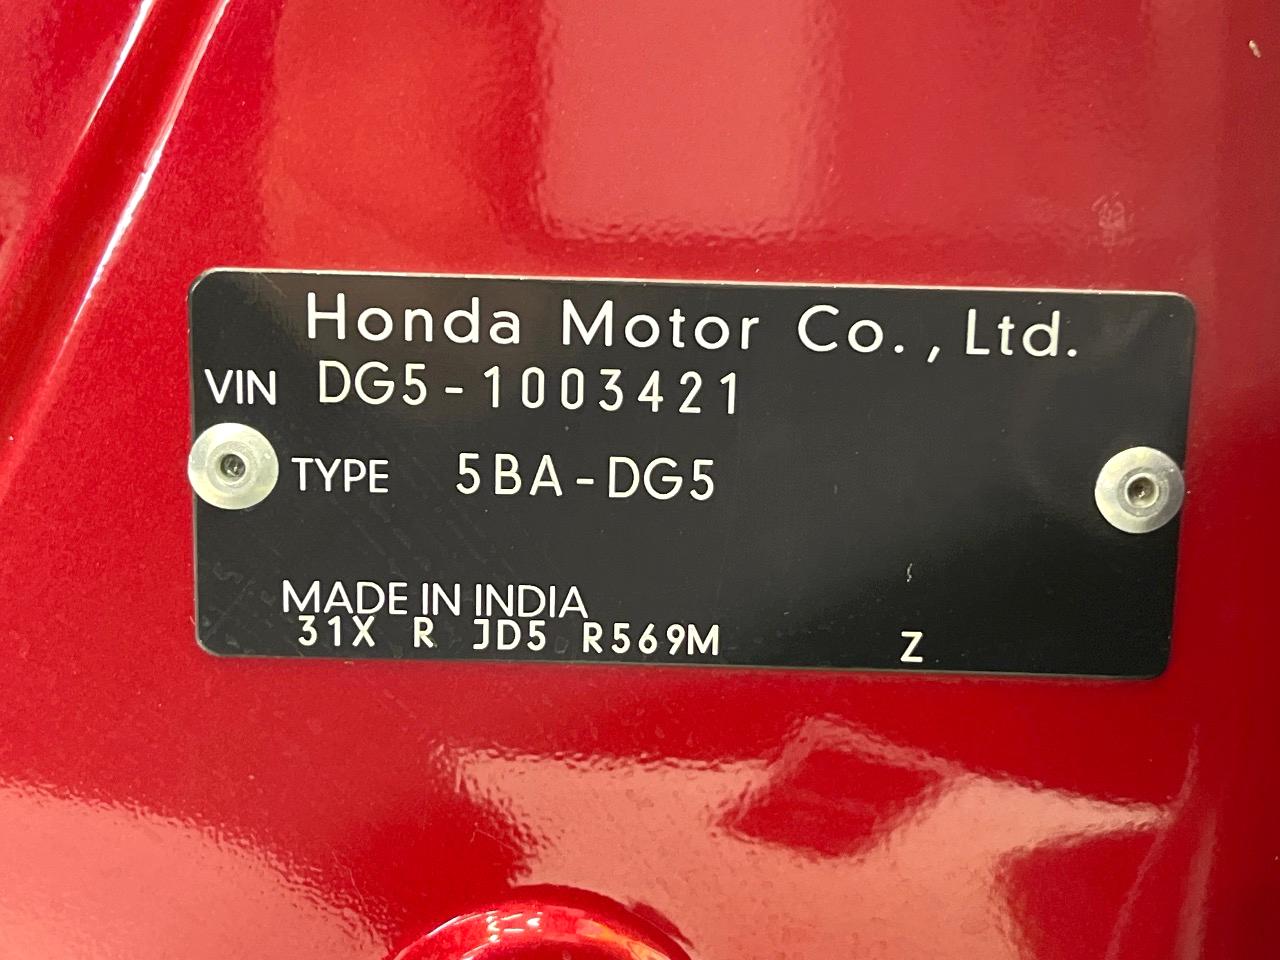 Honda Motor Co., Ltd.
VIN DG5-1003421
TYPE 5BA-DG5
MADE IN INDIA
31X R JD5 R569M Z